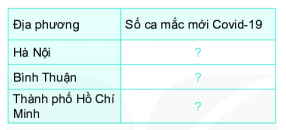 Địa phương Số ca mắc mới Covid-19
Hà Nội ?
Bình Thuận ?
Thành phố Hồ Chí
Minh ?